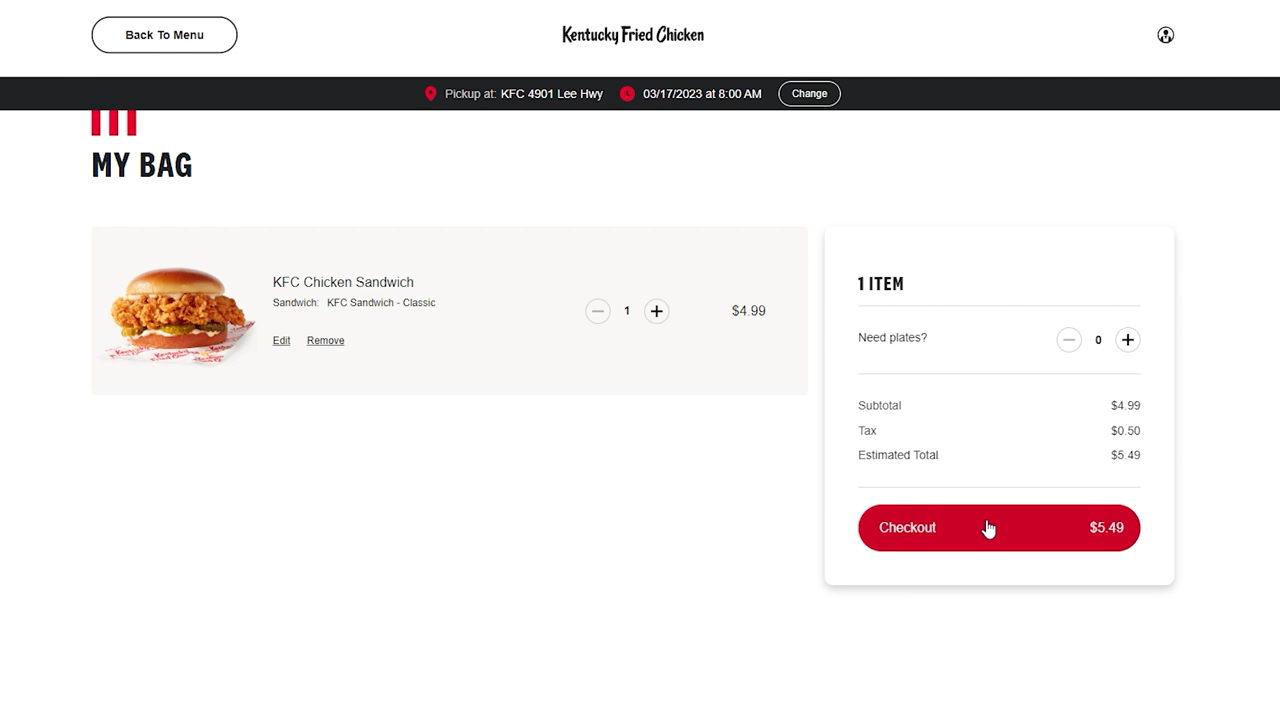 Back To Menu
Kentucky Fried Chicken
Pickup at: KFC 4901 Lee Hwy 03/17/2023 at 8:00 AM Change
MY BAG
KFC Chicken Sandwich
Sandwich: KFC Sandwich - Classic
1
$4.99
Edit Remove
1 ITEM
Need plates? 0
Subtotal $4.99
Tax $0.50
Estimated Total $5.49
Checkout $5.49